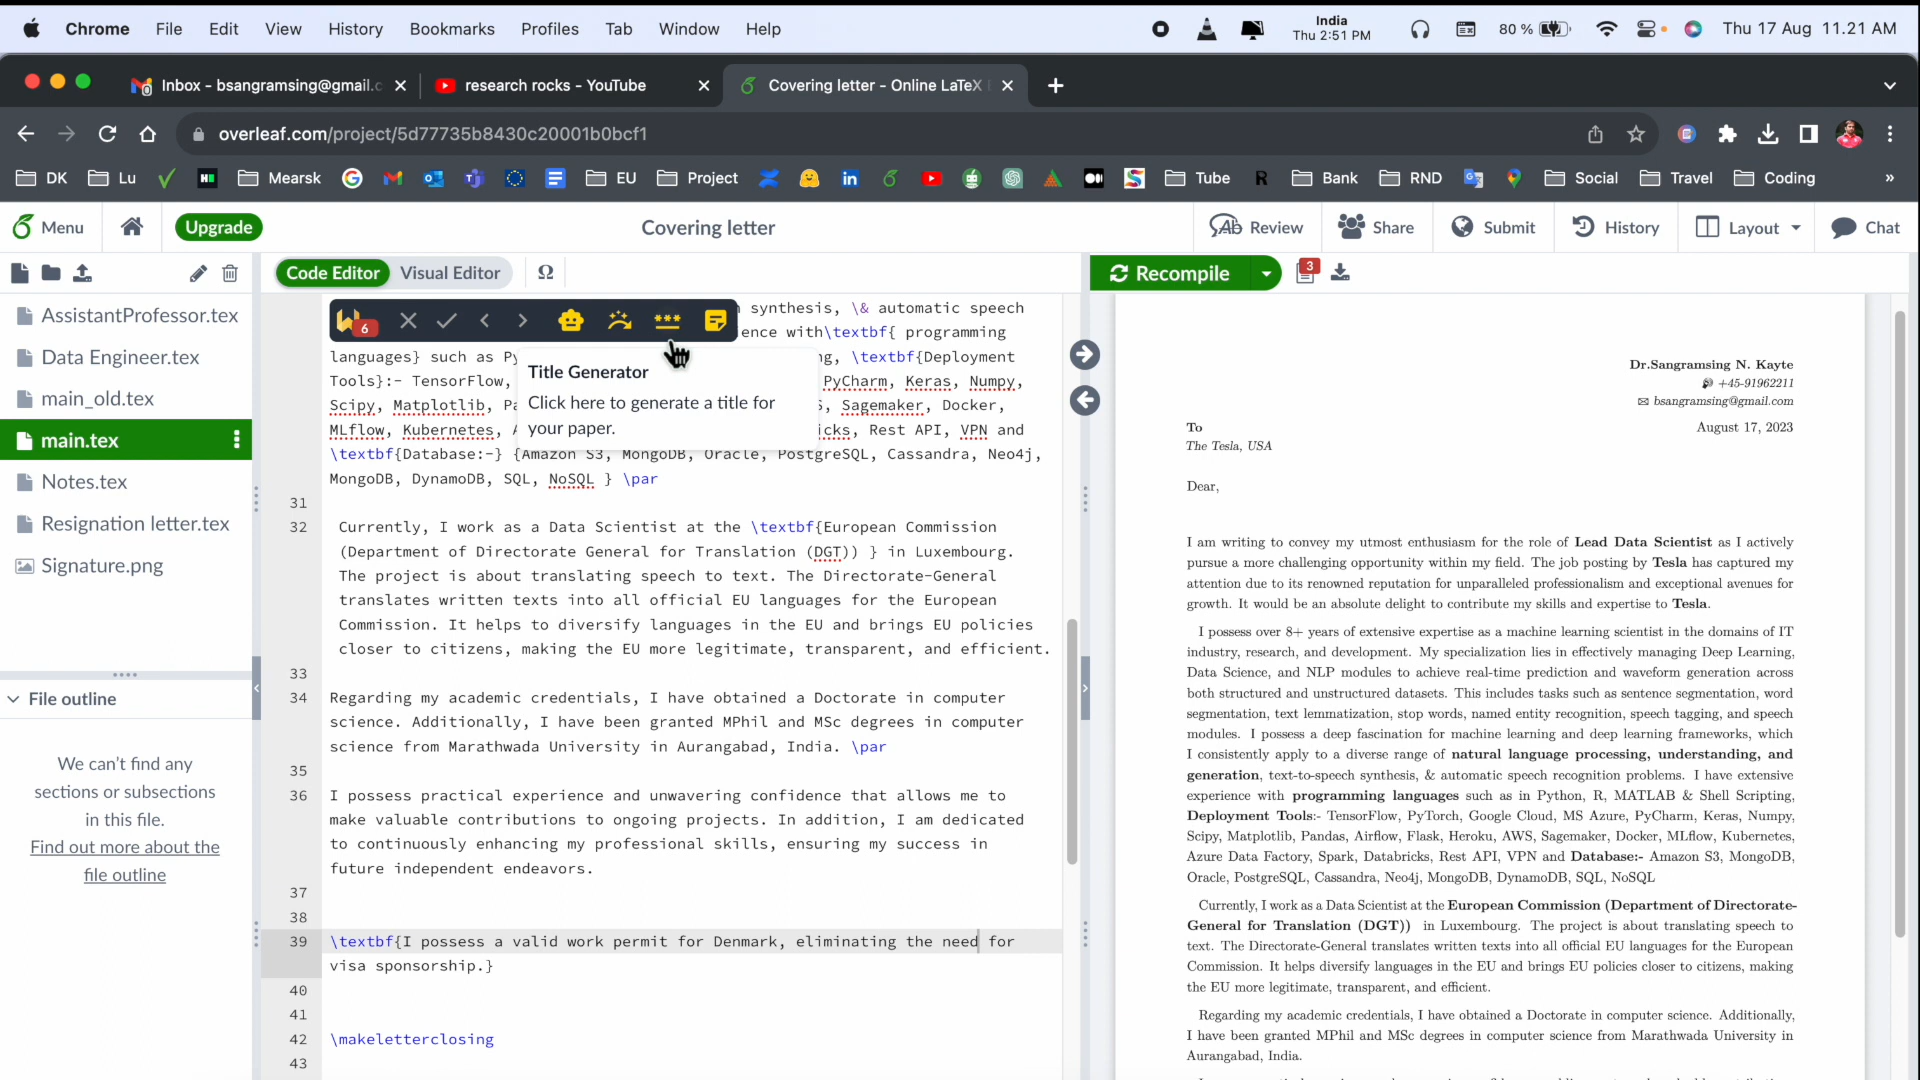 Chrome File Edit View History Bookmarks Profiles Tab Window Help
India
Thu 2:51 PM
80 %
Thu 17 Aug 11.21 AM
Inbox - bsangramsing@gmail.c
research rocks - YouTube
Covering letter - Online LaTeX
overleaf.com/project/5d77735b8430c20001b0bcf1
DK Lu Mearsk EU Project Tube R Bank RND Social Travel Coding »
Menu Upgrade Covering letter Review Share Submit History Layout Chat
Code Editor Visual Editor Ω Recompile 3
AssistantProfessor.tex
Data Engineer.tex
main_old.tex
main.tex
Notes.tex
Resignation letter.tex
Signature.png
File outline
We can't find any
sections or subsections
in this file.
Find out more about the
file outline
6
Title Generator
Click here to generate a title for
your paper.
synthesis, \& automatic speech
ence with\textbf{ programming
languages} such as Py ng, \textbf{Deployment
Tools}:- TensorFlow, PyCharm, Keras, Numpy,
Scipy, Matplotlib, Pa S, Sagemaker, Docker,
MLflow, Kubernetes, icks, Rest API, VPN and
\textbf{Database:-} {Amazon S3, MongoDB, Oracle, PostgreSQL, Cassandra, Neo4j,
MongoDB, DynamoDB, SQL, NoSQL } \par
31
32 Currently, I work as a Data Scientist at the \textbf{European Commission
(Department of Directorate General for Translation (DGT)) } in Luxembourg.
The project is about translating speech to text. The Directorate-General
translates written texts into all official EU languages for the European
Commission. It helps to diversify languages in the EU and brings EU policies
closer to citizens, making the EU more legitimate, transparent, and efficient.
33
34 Regarding my academic credentials, I have obtained a Doctorate in computer
science. Additionally, I have been granted MPhil and MSc degrees in computer
science from Marathwada University in Aurangabad, India. \par
35
36 I possess practical experience and unwavering confidence that allows me to
make valuable contributions to ongoing projects. In addition, I am dedicated
to continuously enhancing my professional skills, ensuring my success in
future independent endeavors.
37
38
39 \textbf{I possess a valid work permit for Denmark, eliminating the need for
visa sponsorship.}
40
41
42 \makeletterclosing
43
Dr.Sangramsing N. Kayte
+45-91962211
bsangramsing@gmail.com
To August 17, 2023
The Tesla, USA
Dear,
I am writing to convey my utmost enthusiasm for the role of Lead Data Scientist as I actively
pursue a more challenging opportunity within my field. The job posting by Tesla has captured my
attention due to its renowned reputation for unparalleled professionalism and exceptional avenues for
growth. It would be an absolute delight to contribute my skills and expertise to Tesla.
I possess over 8+ years of extensive expertise as a machine learning scientist in the domains of IT
industry, research, and development. My specialization lies in effectively managing Deep Learning,
Data Science, and NLP modules to achieve real-time prediction and waveform generation across
both structured and unstructured datasets. This includes tasks such as sentence segmentation, word
segmentation, text lemmatization, stop words, named entity recognition, speech tagging, and speech
modules. I possess a deep fascination for machine learning and deep learning frameworks, which
I consistently apply to a diverse range of natural language processing, understanding, and
generation, text-to-speech synthesis, & automatic speech recognition problems. I have extensive
experience with programming languages such as in Python, R, MATLAB & Shell Scripting,
Deployment Tools:- TensorFlow, PyTorch, Google Cloud, MS Azure, PyCharm, Keras, Numpy,
Scipy, Matplotlib, Pandas, Airflow, Flask, Heroku, AWS, Sagemaker, Docker, MLflow, Kubernetes,
Azure Data Factory, Spark, Databricks, Rest API, VPN and Database:- Amazon S3, MongoDB,
Oracle, PostgreSQL, Cassandra, Neo4j, MongoDB, DynamoDB, SQL, NoSQL
Currently, I work as a Data Scientist at the European Commission (Department of Directorate-
General for Translation (DGT)) in Luxembourg. The project is about translating speech to
text. The Directorate-General translates written texts into all official EU languages for the European
Commission. It helps diversify languages in the EU and brings EU policies closer to citizens, making
the EU more legitimate, transparent, and efficient.
Regarding my academic credentials, I have obtained a Doctorate in computer science. Additionally,
I have been granted MPhil and MSc degrees in computer science from Marathwada University in
Aurangabad, India.